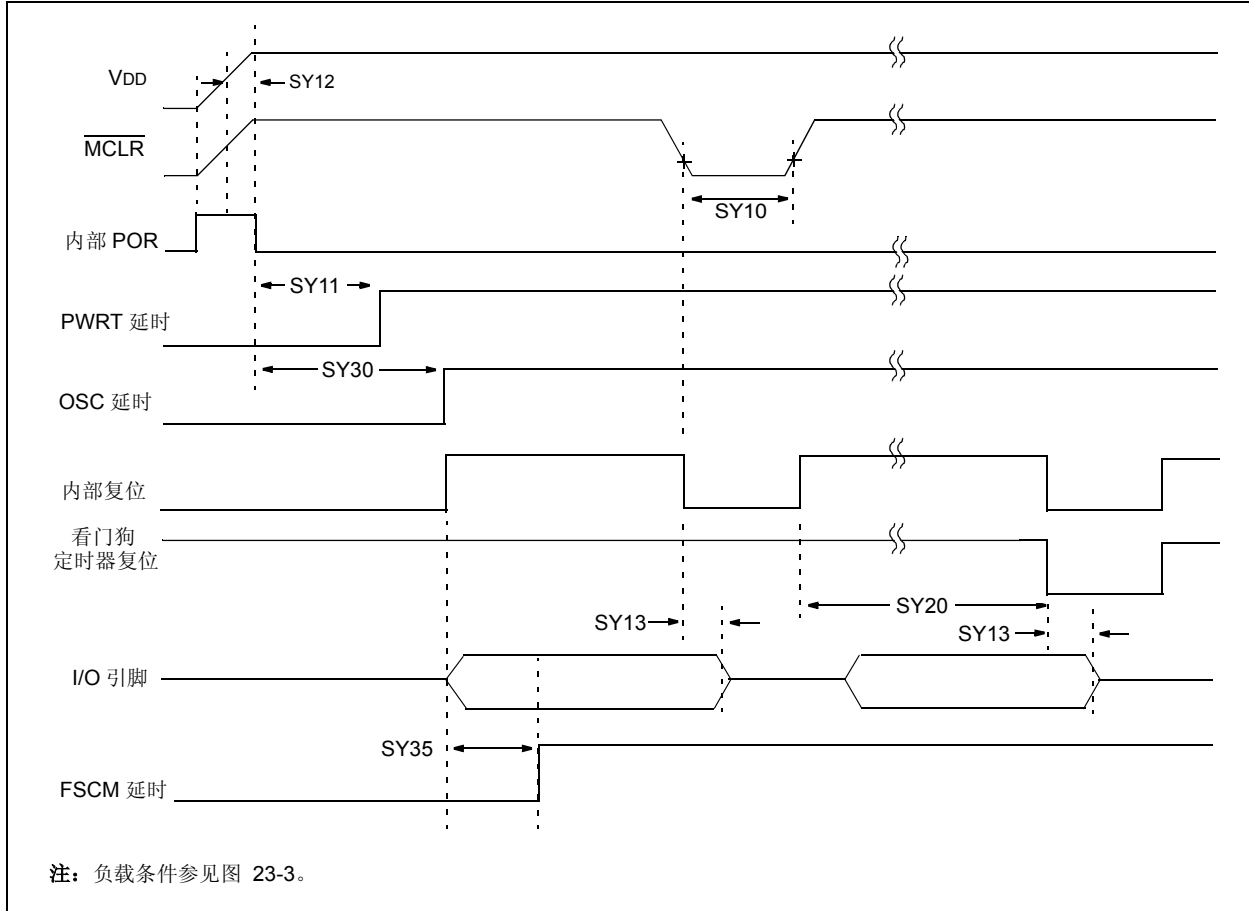 VDD
SY12
MCLR
SY10
内部 POR
SY11
PWRT 延时
SY30
OSC 延时
内部复位
看门狗
定时器复位
SY20
SY13
SY13
I/O 引脚
SY35
FSCM 延时
注：负载条件参见图 23-3。